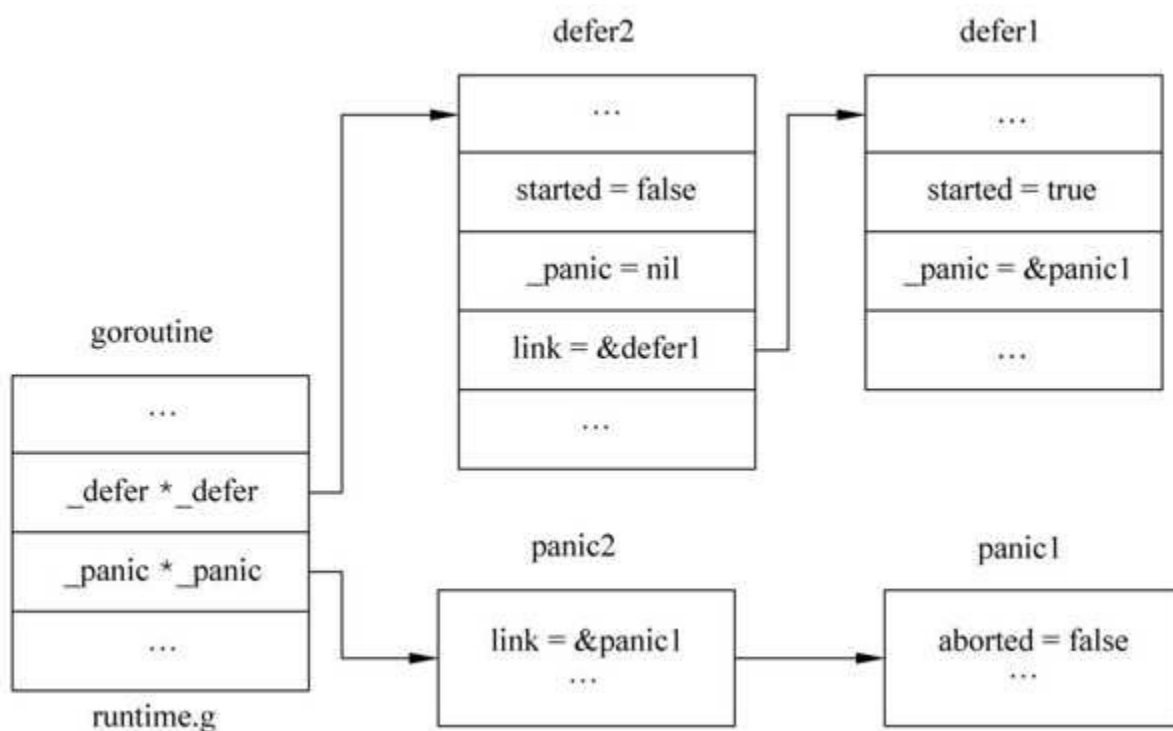 defer2
…
started = false
_panic = nil
link = &defer1
…
defer1
…
started = true
_panic = &panic1
…
goroutine
…
_defer *_defer
_panic *_panic
…
runtime.g
panic2
link = &panic1
…
panic1
aborted = false
…